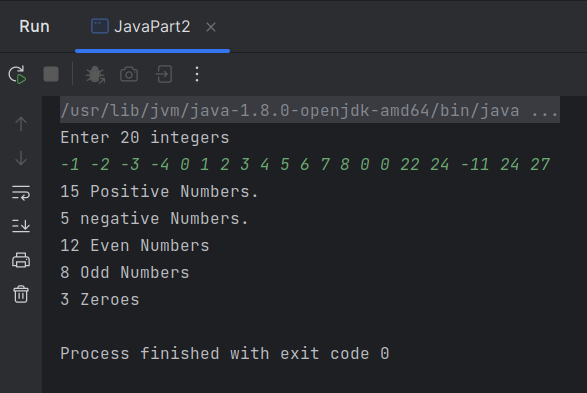 Run JavaPart2
/usr/lib/jvm/java-1.8.0-openjdk-amd64/bin/java ...
Enter 20 integers
-1 -2 -3 -4 0 1 2 3 4 5 6 7 8 0 0 22 24 -11 24 27
15 Positive Numbers.
5 negative Numbers.
12 Even Numbers
8 Odd Numbers
3 Zeroes
Process finished with exit code 0